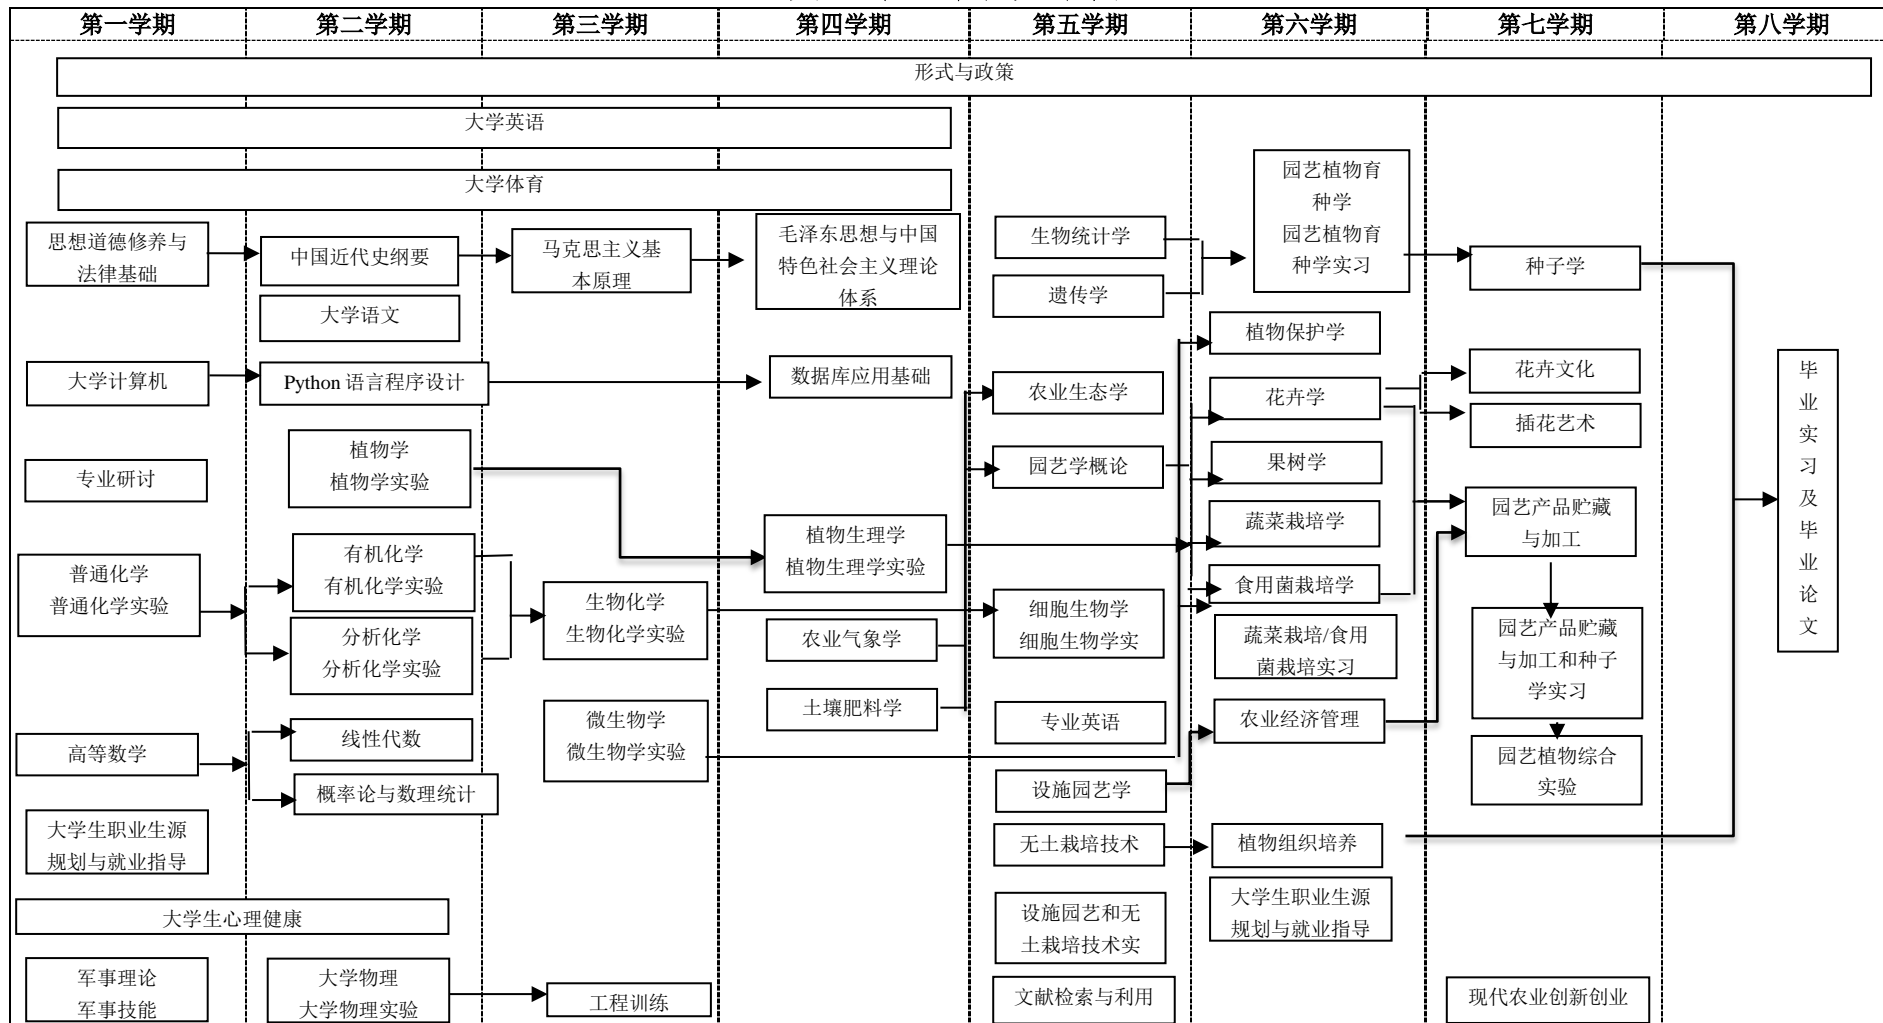 第一学期
第二学期
第三学期
第四学期
第五学期
第六学期
第七学期
第八学期
形式与政策
大学英语
大学体育
思想道德修养与
法律基础
大学计算机
专业研讨
普通化学
普通化学实验
高等数学
大学生职业生源
规划与就业指导
大学生心理健康
军事理论
军事技能
中国近代史纲要
大学语文
Python 语言程序设计
植物学
植物学实验
有机化学
有机化学实验
分析化学
分析化学实验
线性代数
概率论与数理统计
大学物理
大学物理实验
马克思主义基
本原理
生物化学
生物化学实验
微生物学
微生物学实验
工程训练
毛泽东思想与中国
特色社会主义理论
体系
数据库应用基础
植物生理学
植物生理学实验
农业气象学
土壤肥料学
生物统计学
遗传学
农业生态学
园艺学概论
细胞生物学
细胞生物学实
专业英语
设施园艺学
无土栽培技术
设施园艺和无
土栽培技术实
文献检索与利用
园艺植物育
种学
园艺植物育
种学实习
植物保护学
花卉学
果树学
蔬菜栽培学
食用菌栽培学
蔬菜栽培/食用
菌栽培实习
农业经济管理
植物组织培养
大学生职业生源
规划与就业指导
种子学
花卉文化
插花艺术
园艺产品贮藏
与加工
园艺产品贮藏
与加工和种子
学实习
园艺植物综合
实验
现代农业创新创业
毕
业
实
习
及
毕
业
论
文